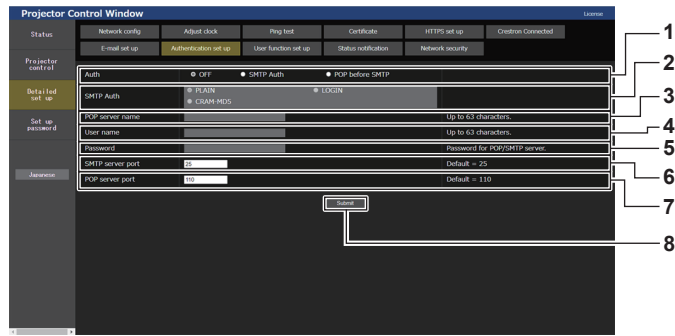 Projector Control Window
License
Status
Network config
Adjust clock
Ping test
Certificate
HTTPS set up
Crestron Connected
E-mail set up
Authentication set up
User function set up
Status notification
Network security
Projector
control
Detailed
set up
Set up
password
Japanese
Auth
OFF
SMTP Auth
POP before SMTP
SMTP Auth
PLAIN
LOGIN
CRAM-MD5
POP server name
Up to 63 characters.
User name
Up to 63 characters.
Password
Password for POP/SMTP server.
SMTP server port
25
Default = 25
POP server port
110
Default = 110
Submit
1
2
3
4
5
6
7
8